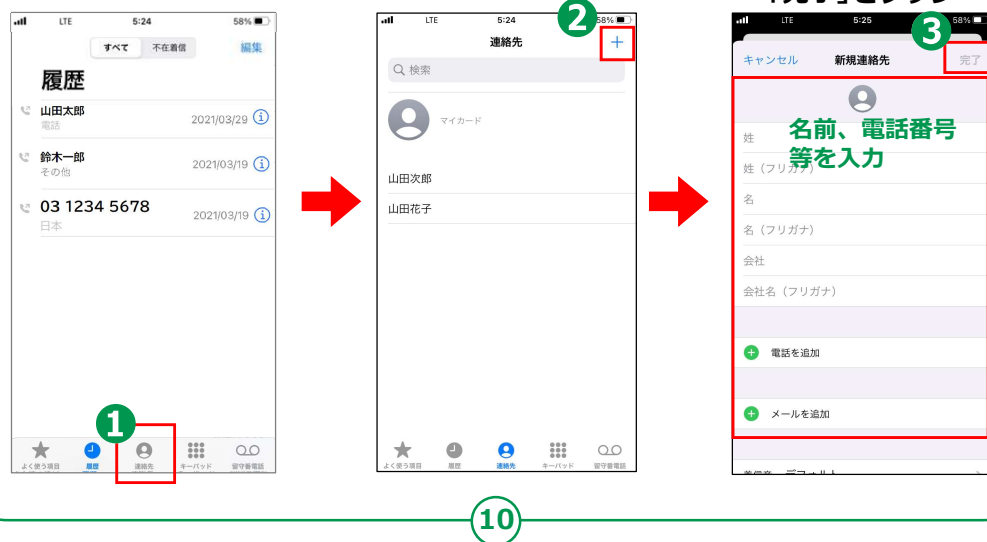 LTE 5:24 58%
すべて 不在着信 編集
履歴
山田太郎
電話
2021/03/29
鈴木一郎
その他
2021/03/19
03 1234 5678
日本
2021/03/19
1
よく使う項目 履歴 連絡先 キーパッド 留守番電話
2
LTE 5:24 58%
連絡先 +
検索
マイカード
山田次郎
山田花子
よく使う項目 履歴 連絡先 キーパッド 留守番電話
3
LTE 5:25 58%
キャンセル 新規連絡先 完了
名前、電話番号
等を入力
姓
姓（フリガナ）
名
名（フリガナ）
会社
会社名（フリガナ）
電話を追加
メールを追加
10